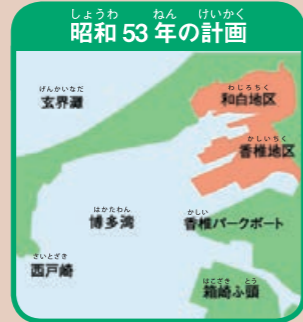 しょうわ ねん けいかく
昭和53年の計画
げんかいなだ
玄界灘
わじろちく
和白地区
かしいちく
香椎地区
はかたわん
博多湾
かしい
香椎パークポート
さいとざき
西戸崎
はこざき とう
箱崎ふ頭